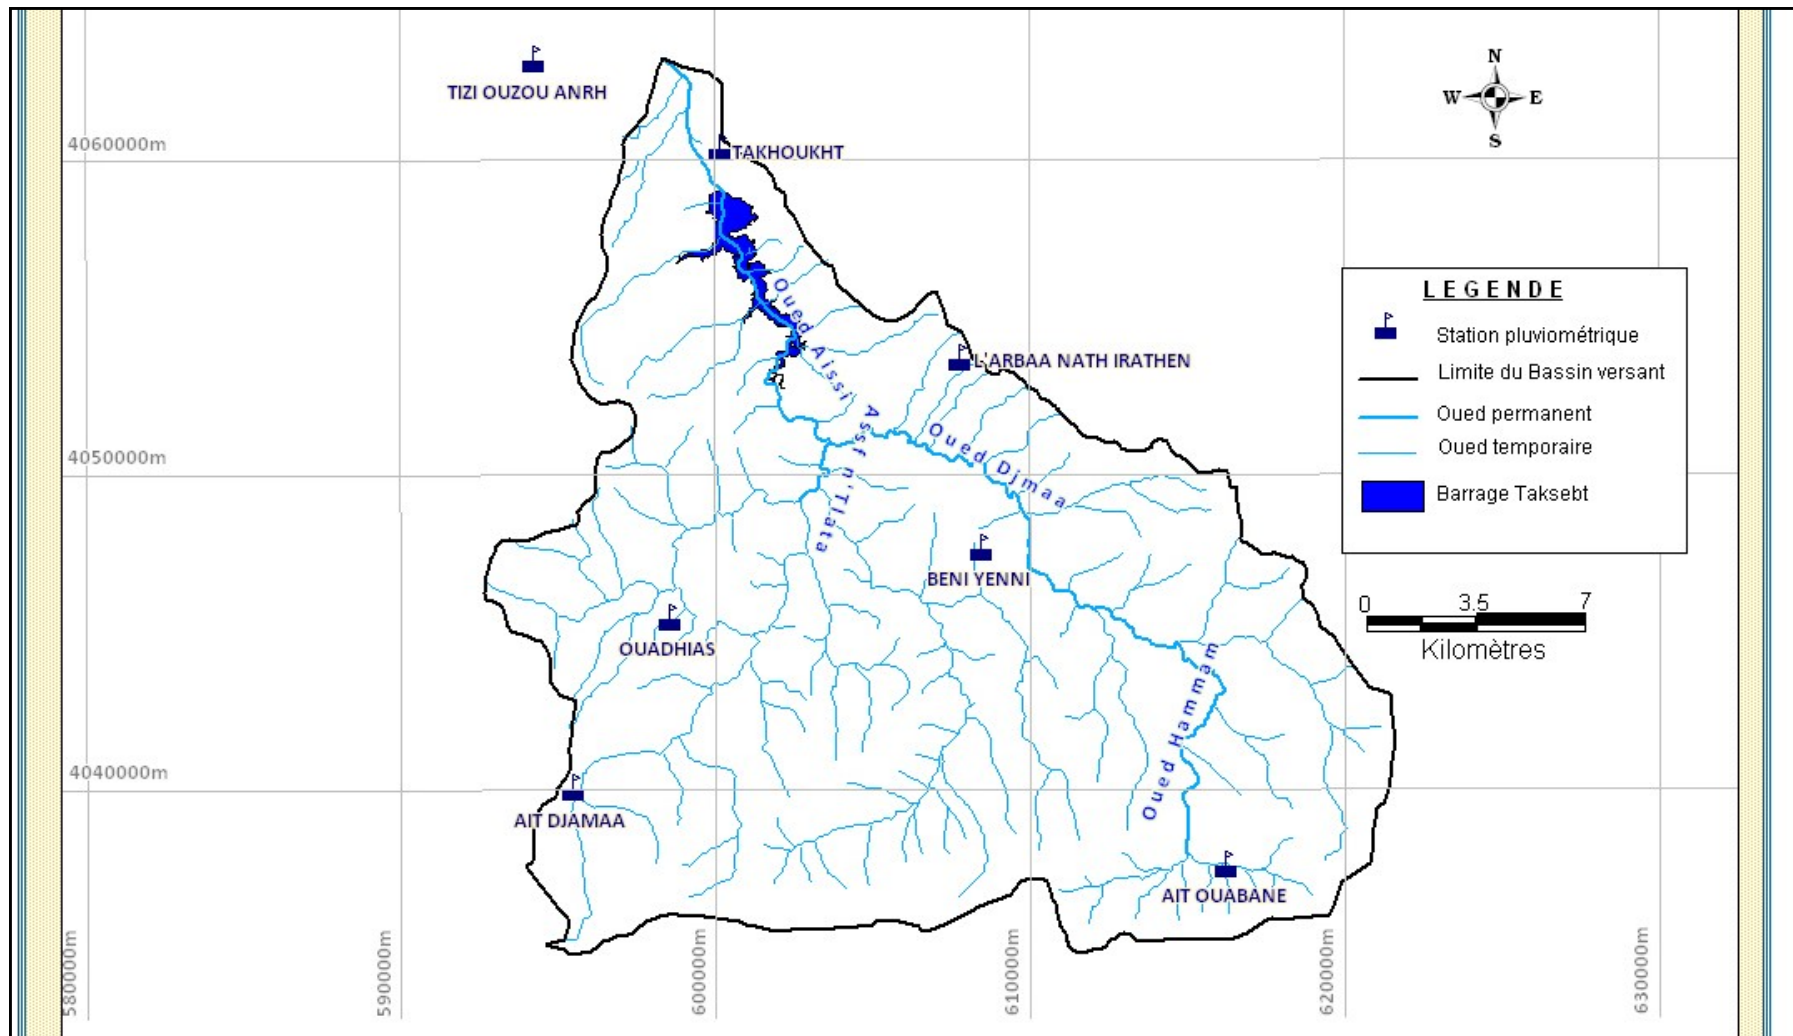 TIZI OUZOU ANRH
N
W E
S
4060000m
TAKHOUKHT
LEGENDE
Station pluviométrique
Limite du Bassin versant
Oued permanent
Oued temporaire
Barrage Taksebt
Oued Aissi
L'ARBAA NATH IRATHEN
Assf n'Tlata
Oued Djmaa
4050000m
BENI YENNI
0 3.5 7
Kilomètres
OUADHIAS
Oued Hammam
4040000m
AIT DJAMAA
AIT OUABANE
580000m
590000m
600000m
610000m
620000m
630000m